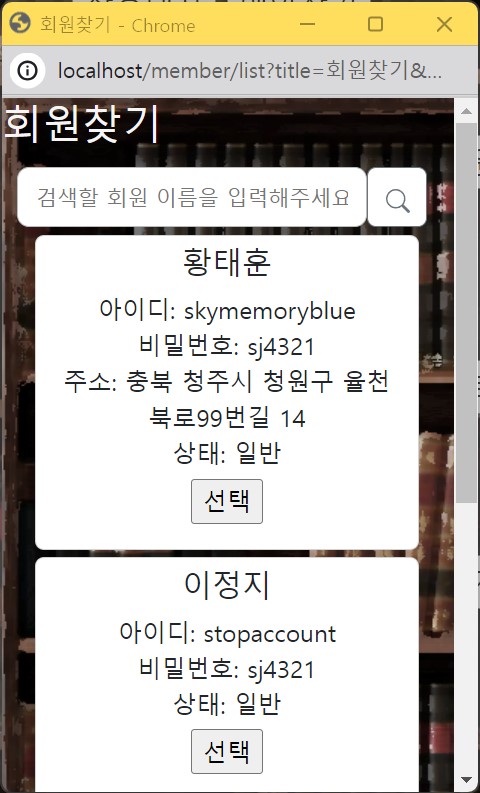 회원찾기 - Chrome
localhost/member/list?title=회원찾기&...
회원찾기
검색할 회원 이름을 입력해주세요
황태훈
아이디: skymemoryblue
비밀번호: sj4321
주소: 충북 청주시 청원구 율천
북로99번길 14
상태: 일반
선택
이정지
아이디: stopaccount
비밀번호: sj4321
상태: 일반
선택